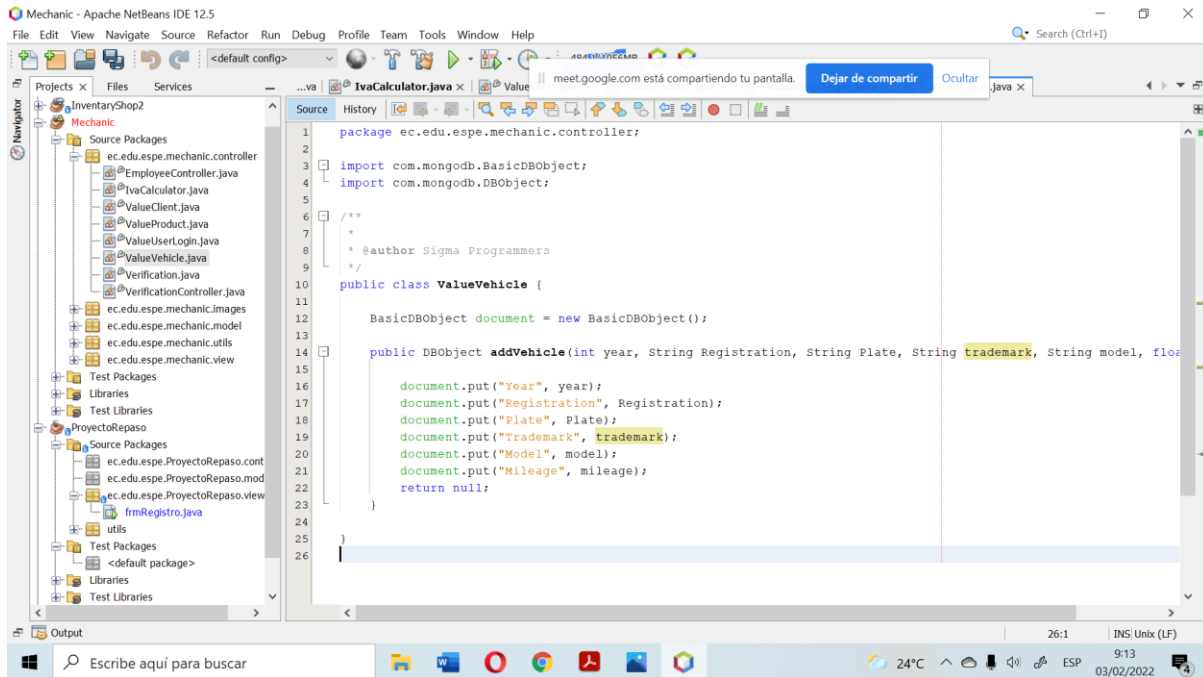 Mechanic - Apache NetBeans IDE 12.5
File Edit View Navigate Source Refactor Run Debug Profile Team Tools Window Help
Search (Ctrl+I)
<default config>
meet.google.com está compartiendo tu pantalla.
Dejar de compartir
Ocultar
Projects
Files
Services
...va
IvaCalculator.java
Value
.java
Navigator
Source
History
InventaryShop2
Mechanic
Source Packages
ec.edu.espe.mechanic.controller
EmployeeController.java
IvaCalculator.java
ValueClient.java
ValueProduct.java
ValueUserLogin.java
ValueVehicle.java
Verification.java
VerificationController.java
ec.edu.espe.mechanic.images
ec.edu.espe.mechanic.model
ec.edu.espe.mechanic.utils
ec.edu.espe.mechanic.view
Test Packages
Libraries
Test Libraries
ProyectoRepaso
Source Packages
ec.edu.espe.ProyectoRepaso.cont
ec.edu.espe.ProyectoRepaso.mod
ec.edu.espe.ProyectoRepaso.view
frmRegistro.java
utils
Test Packages
<default package>
Libraries
Test Libraries
1 package ec.edu.espe.mechanic.controller;
2
3 import com.mongodb.BasicDBObject;
4 import com.mongodb.DBObject;
5
6 /**
7 *
8 * @author Sigma Programmers
9 */
10 public class ValueVehicle {
11
12 BasicDBObject document = new BasicDBObject();
13
14 public DBObject addVehicle(int year, String Registration, String Plate, String trademark, String model, floa
15
16 document.put("Year", year);
17 document.put("Registration", Registration);
18 document.put("Plate", Plate);
19 document.put("Trademark", trademark);
20 document.put("Model", model);
21 document.put("Mileage", mileage);
22 return null;
23 }
24
25 }
26
Output
26:1
INS Unix (LF)
Escribe aquí para buscar
24°C
ESP
9:13
03/02/2022
4